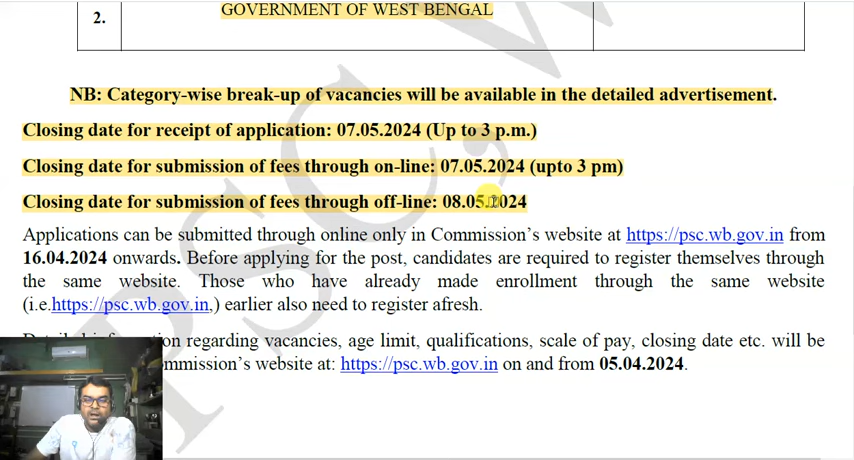 GOVERNMENT OF WEST BENGAL
2.
NB: Category-wise break-up of vacancies will be available in the detailed advertisement.
Closing date for receipt of application: 07.05.2024 (Up to 3 p.m.)
Closing date for submission of fees through on-line: 07.05.2024 (upto 3 pm)
Closing date for submission of fees through off-line: 08.05.2024
Applications can be submitted through online only in Commission's website at https://psc.wb.gov.in from
16.04.2024 onwards. Before applying for the post, candidates are required to register themselves through
the same website. Those who have already made enrollment through the same website
(i.e.https://psc.wb.gov.in,) earlier also need to register afresh.
regarding vacancies, age limit, qualifications, scale of pay, closing date etc. will be
website at: https://psc.wb.gov.in on and from 05.04.2024.